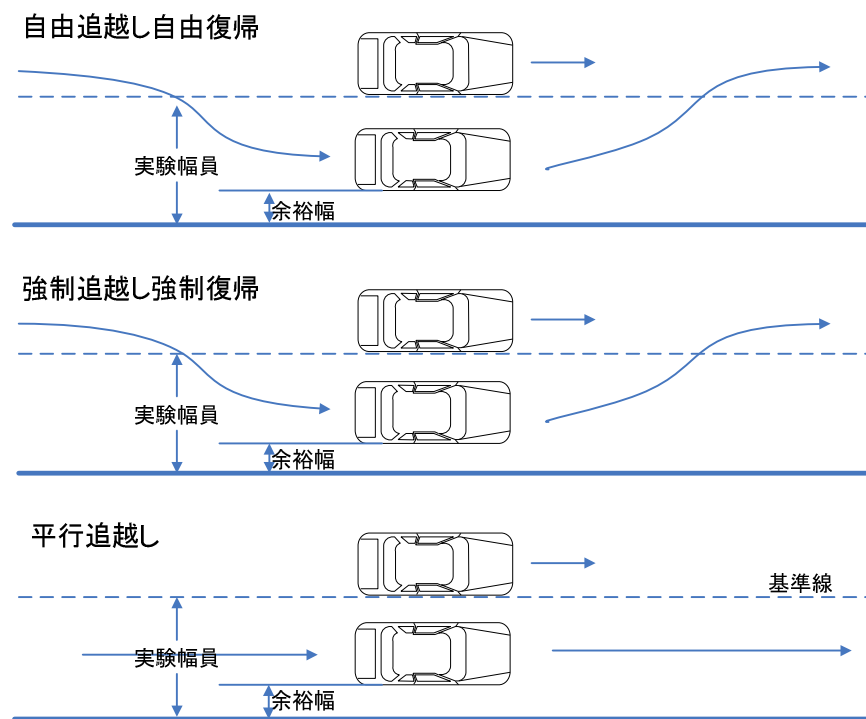 自由追越し自由復帰
実験幅員
余裕幅
強制追越し強制復帰
実験幅員
余裕幅
平行追越し
基準線
実験幅員
余裕幅